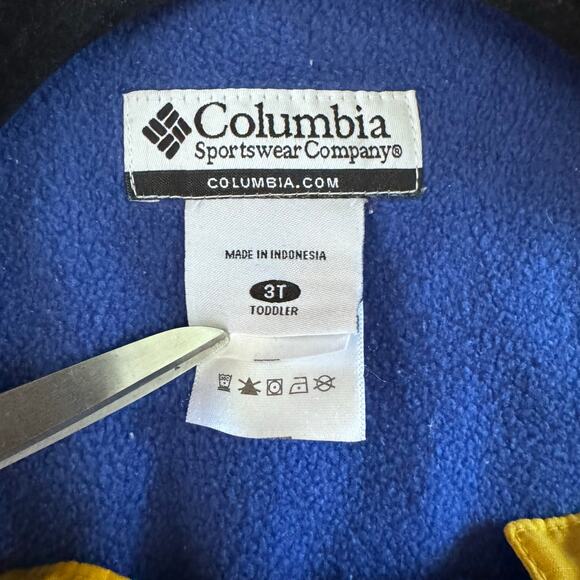 Columbia
Sportswear Company®
COLUMBIA.COM
MADE IN INDONESIA
3T
TODDLER